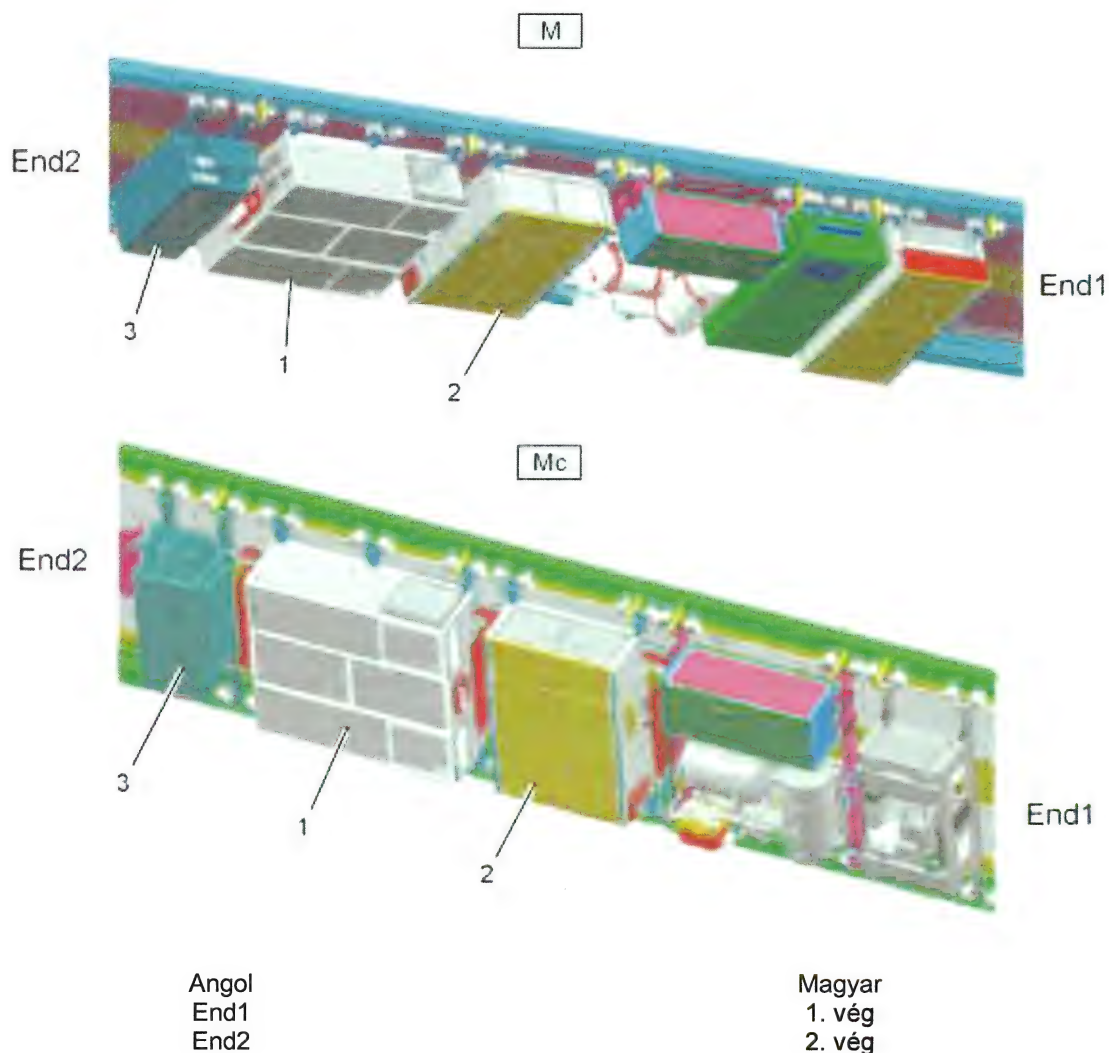 M
End2
End1
3
1
2
Mc
End2
3
1
End1
2
Angol Magyar
End1 1. vég
End2 2. vég